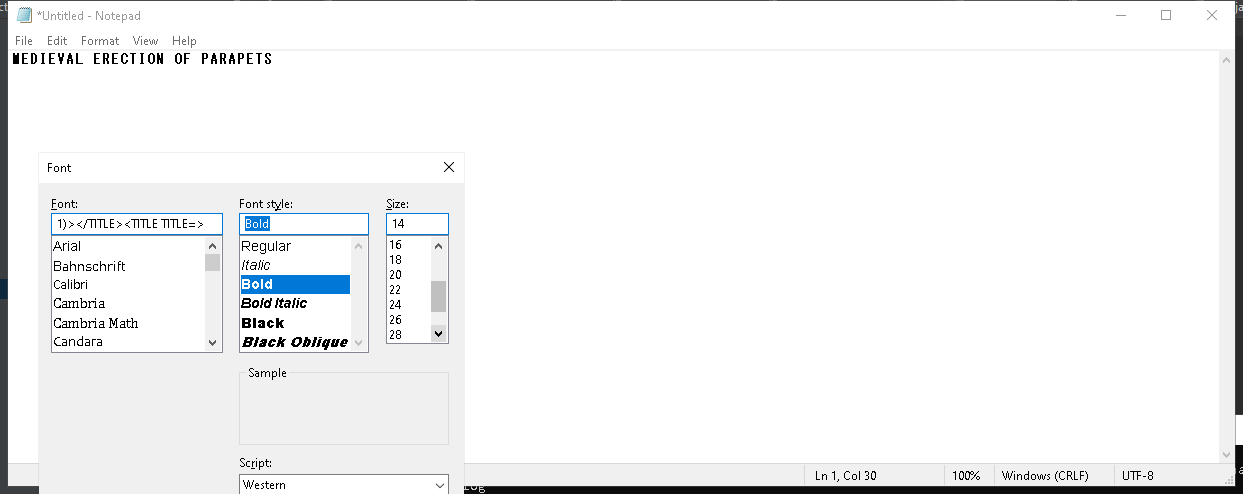 *Untitled - Notepad
File Edit Format View Help
MEDIEVAL ERECTION OF PARAPETS
Font
Font: Font style: Size:
1)></TITLE><TITLE TITLE=> Bold 14
Arial Regular 16
Bahnschrift Italic 18
Calibri Bold 20
Cambria Bold Italic 22
Cambria Math Black 24
Candara Black Oblique 26
28
Sample
Script:
Western
Ln 1, Col 30 100% Windows (CRLF) UTF-8